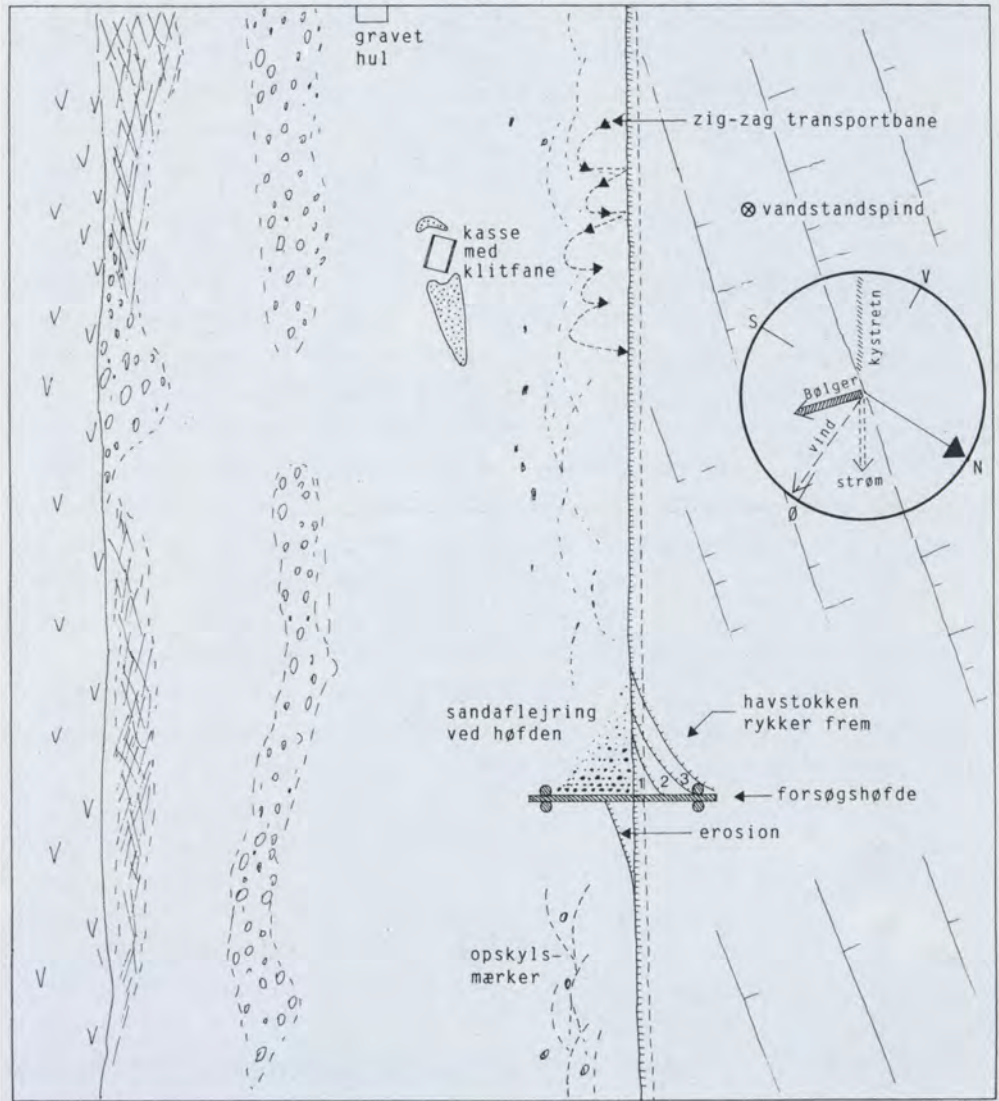 gravet
hul
zig-zag transportbane
vandstandspind
kasse
med
klitfane
V
S
kystretn
Bølger
vind
strøm
N
Ø
sandaflejring
ved høfden
havstokken
rykker frem
1 2 3
forsøgshøfde
erosion
opskyls-
mærker